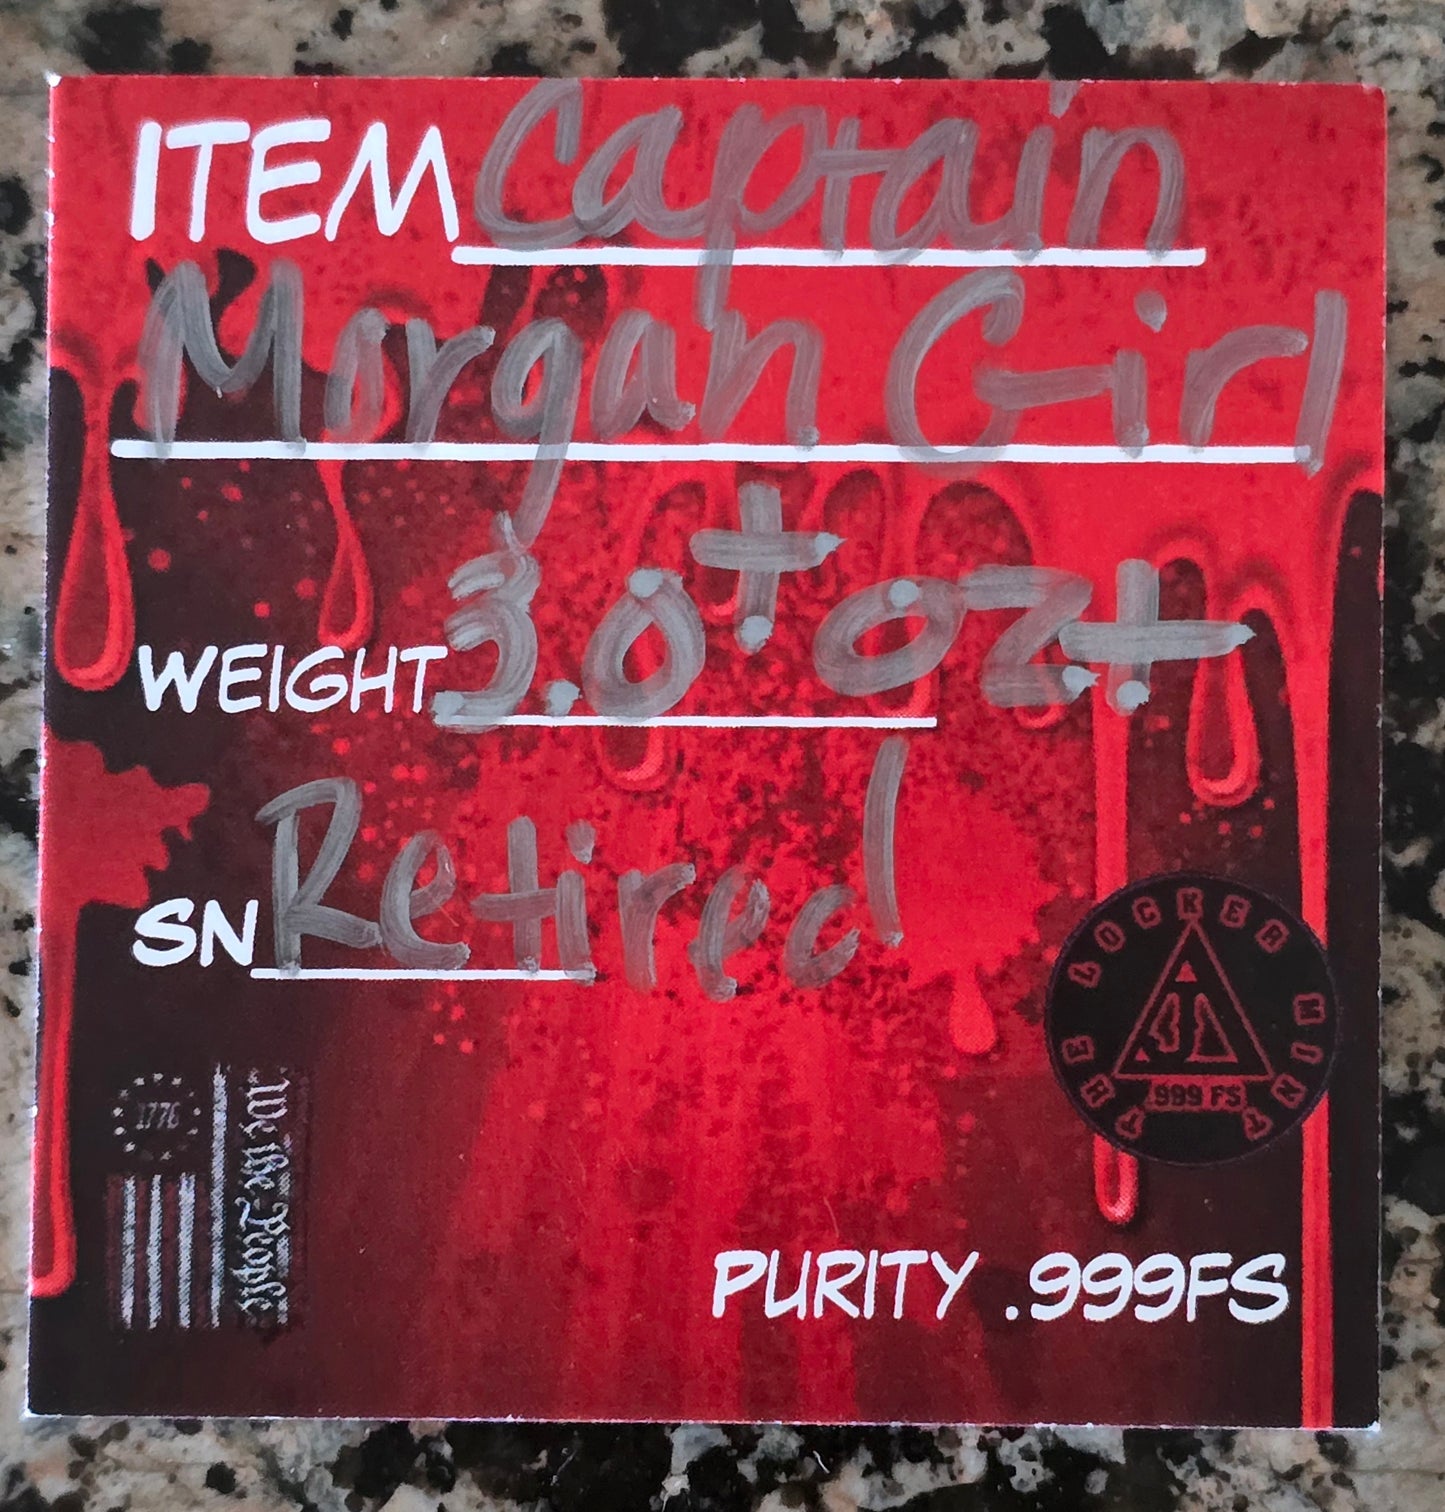 ITEM Captain
Morgan Girl
WEIGHT 3.0+ oz.t
SN Retired
1776
We the People
THE LOCKER MINT
.999 FS
PURITY .999FS